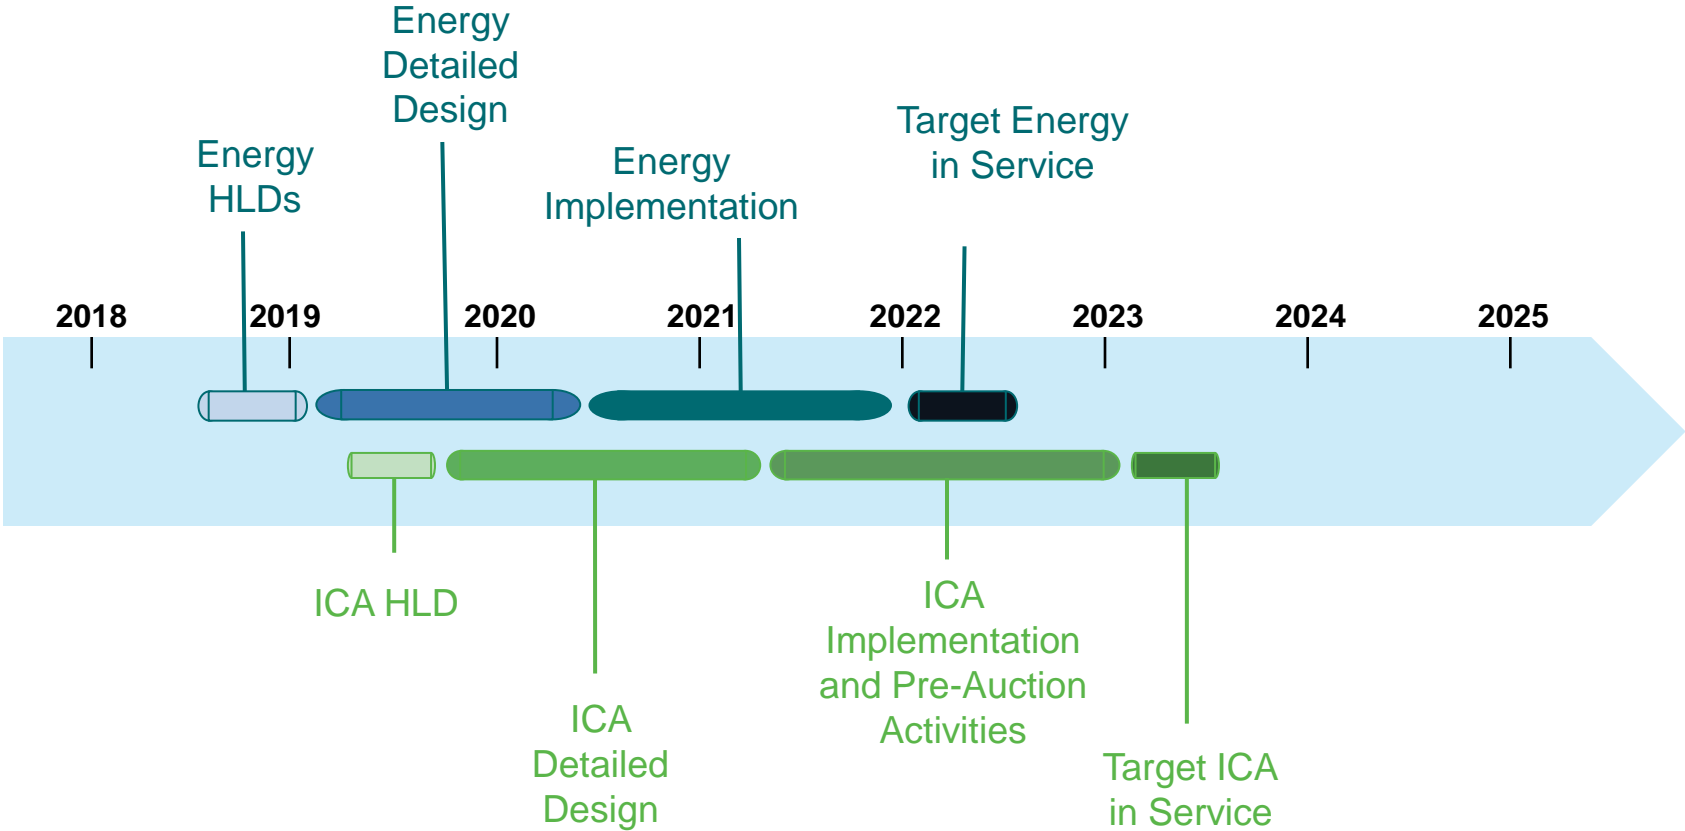 Energy
Detailed
Design
Energy
HLDs
Energy
Implementation
Target Energy
in Service
2018
2019
2020
2021
2022
2023
2024
2025
ICA HLD
ICA
Detailed
Design
ICA
Implementation
and Pre-Auction
Activities
Target ICA
in Service